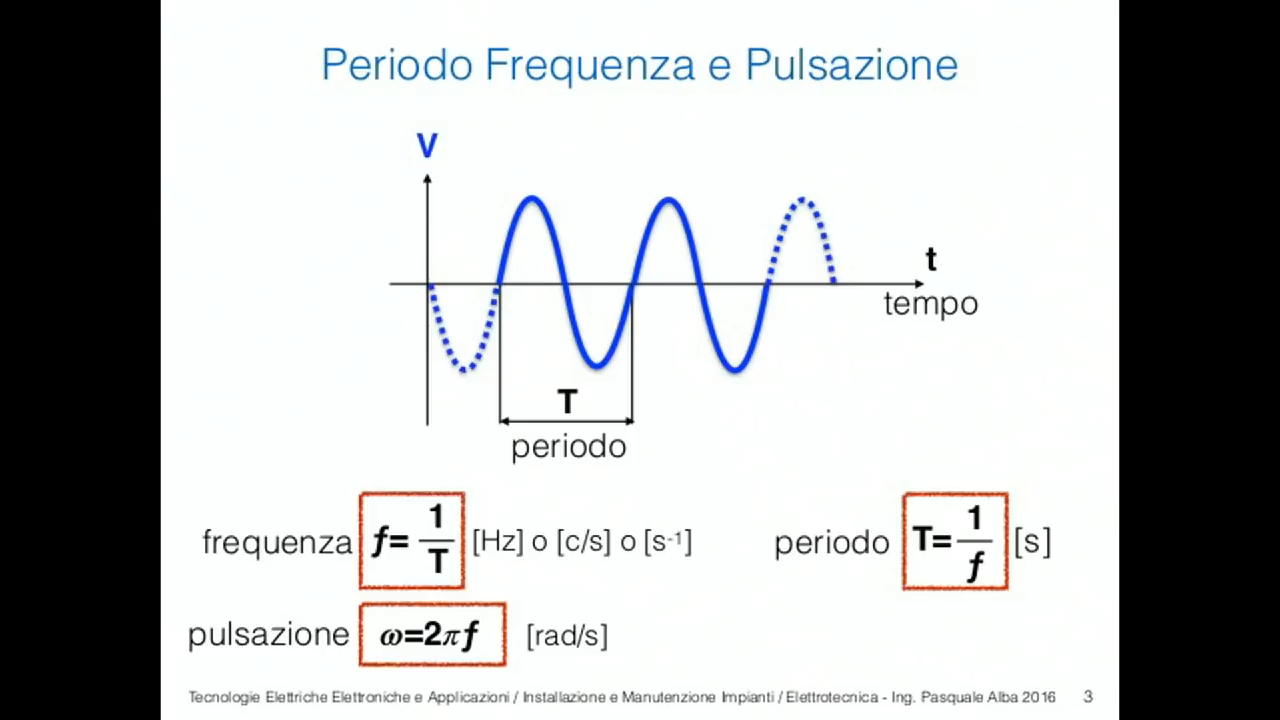 Periodo Frequenza e Pulsazione
V
t
tempo
T
periodo
frequenza f= 1/T [Hz] o [c/s] o [s-1]
periodo T= 1/f [s]
pulsazione ω=2πf [rad/s]
Tecnologie Elettriche Elettroniche e Applicazioni / Installazione e Manutenzione Impianti / Elettrotecnica - Ing. Pasquale Alba 2016 3